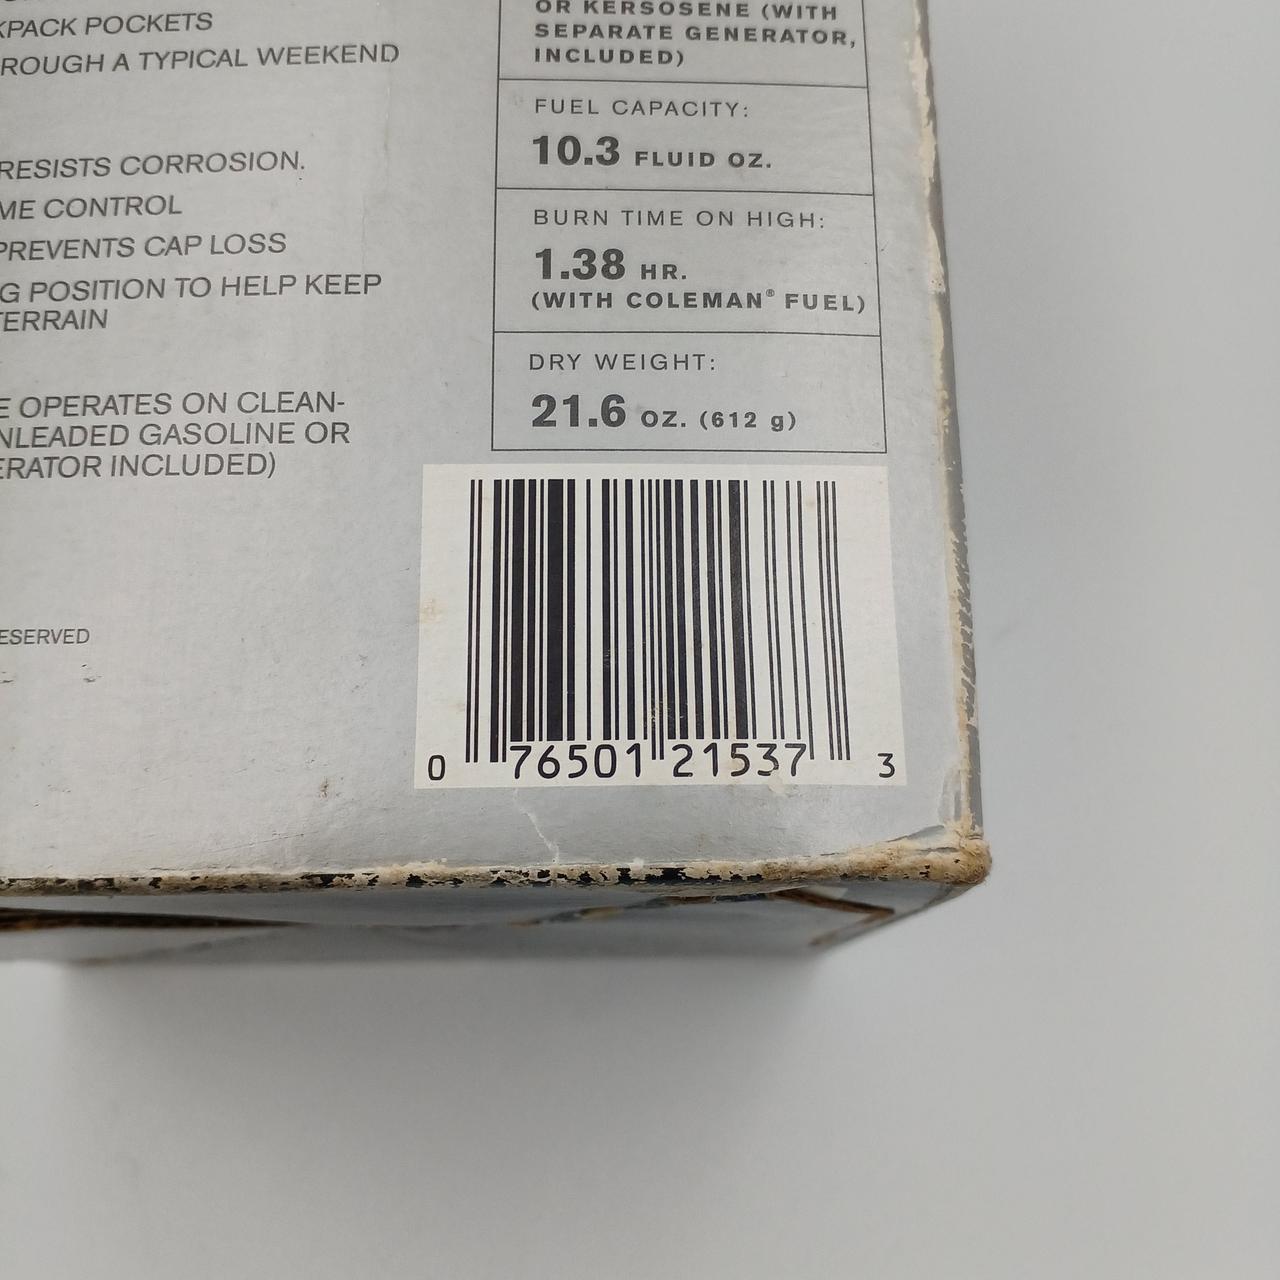 KPACK POCKETS
ROUGH A TYPICAL WEEKEND
RESISTS CORROSION.
ME CONTROL
PREVENTS CAP LOSS
G POSITION TO HELP KEEP
TERRAIN
E OPERATES ON CLEAN-
NLEADED GASOLINE OR
ERATOR INCLUDED)
ESERVED
OR KERSOSENE (WITH
SEPARATE GENERATOR,
INCLUDED)
FUEL CAPACITY:
10.3 FLUID OZ.
BURN TIME ON HIGH:
1.38 HR.
(WITH COLEMAN® FUEL)
DRY WEIGHT:
21.6 OZ. (612 g)
0 76501 21537 3